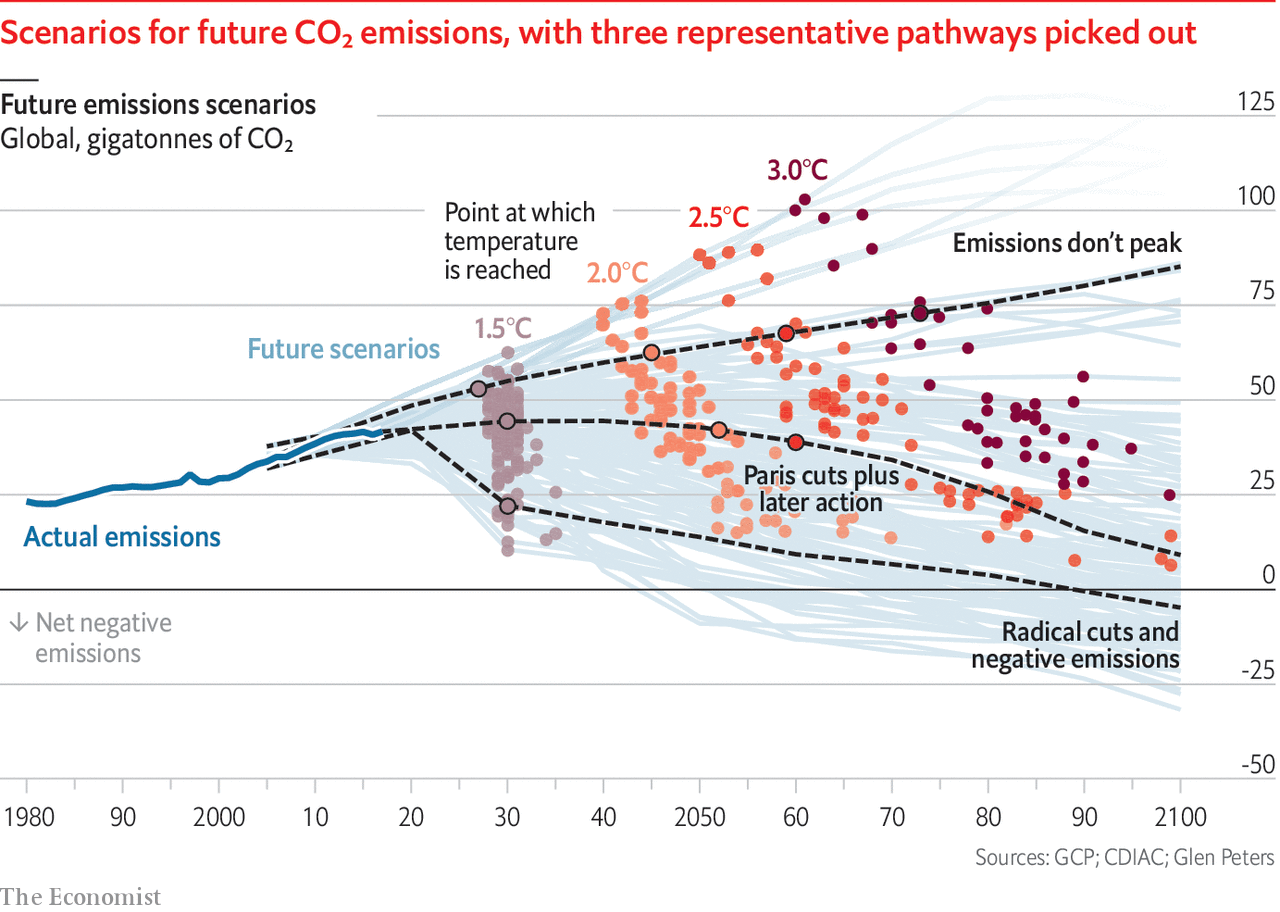 Scenarios for future CO₂ emissions, with three representative pathways picked out
Future emissions scenarios
Global, gigatonnes of CO₂
125
100
75
50
25
0
-25
-50
Point at which
temperature
is reached
1.5°C
2.0°C
2.5°C
3.0°C
Emissions don’t peak
Future scenarios
Paris cuts plus
later action
Actual emissions
↓ Net negative
emissions
Radical cuts and
negative emissions
1980 90 2000 10 20 30 40 2050 60 70 80 90 2100
Sources: GCP; CDIAC; Glen Peters
The Economist